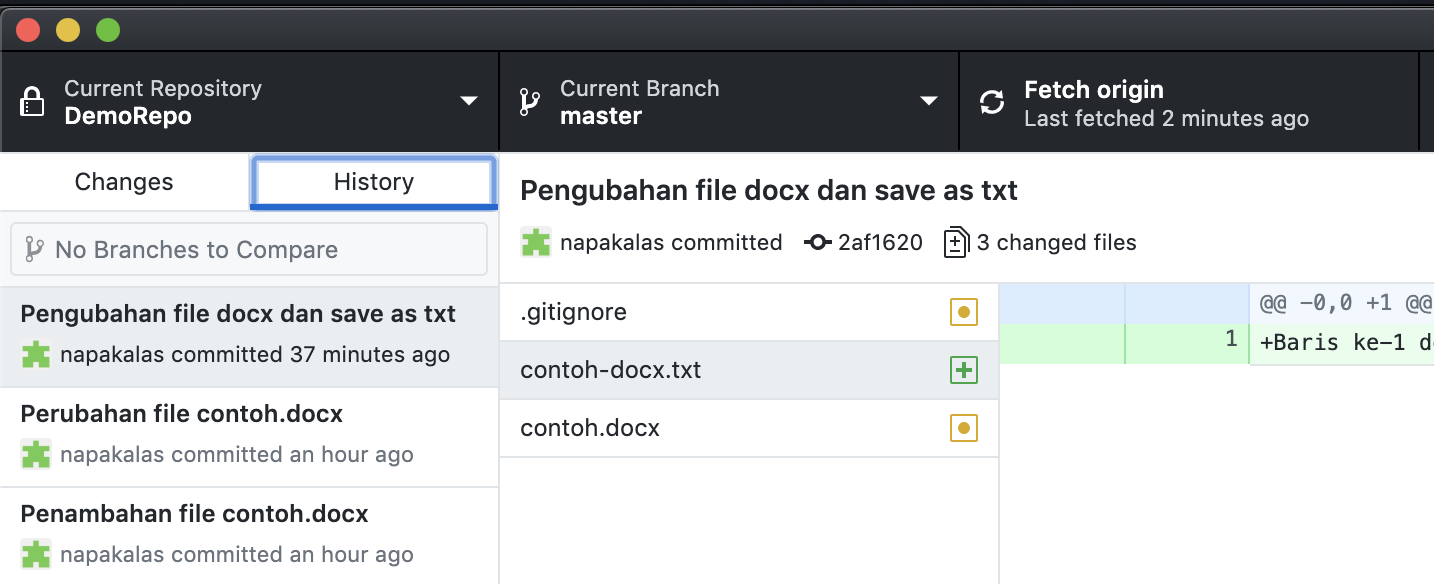 Current Repository
DemoRepo
Current Branch
master
Fetch origin
Last fetched 2 minutes ago
Changes
History
No Branches to Compare
Pengubahan file docx dan save as txt
napakalas committed 37 minutes ago
Perubahan file contoh.docx
napakalas committed an hour ago
Penambahan file contoh.docx
napakalas committed an hour ago
Pengubahan file docx dan save as txt
napakalas committed 2af1620 3 changed files
.gitignore
contoh-docx.txt
contoh.docx
@@ -0,0 +1 @@
1 +Baris ke-1